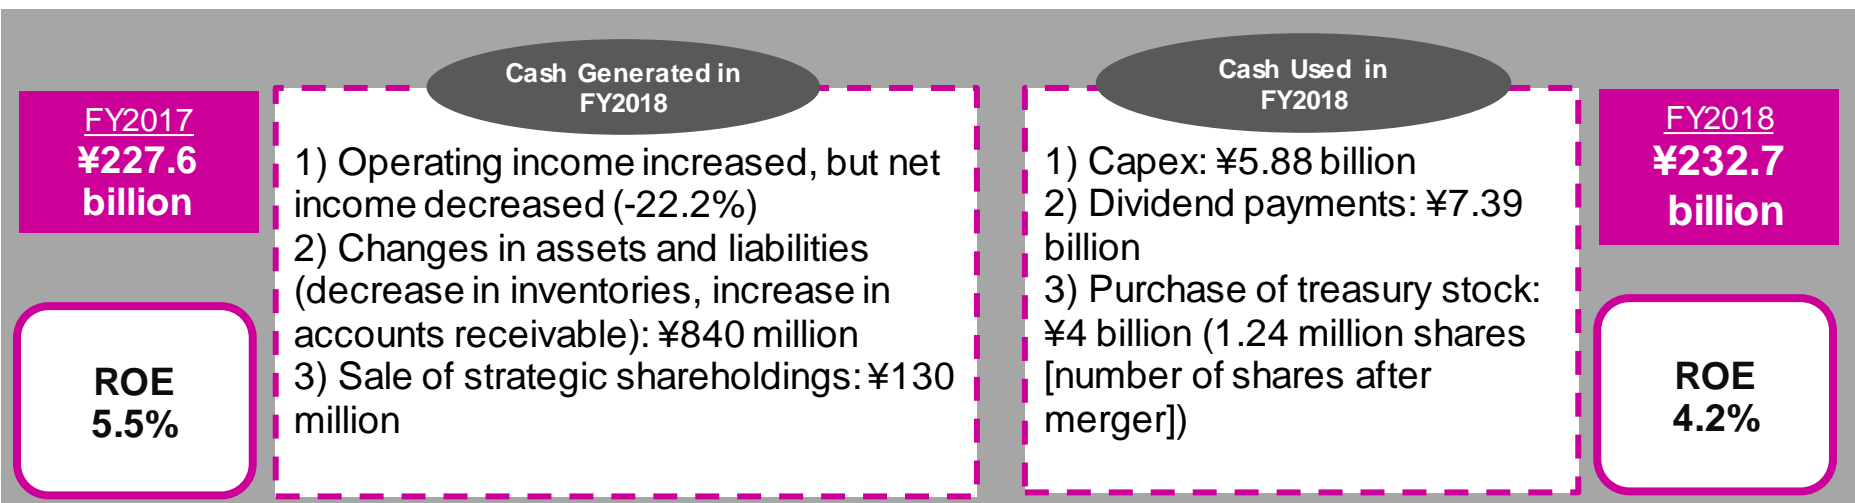 FY2017
¥227.6
billion
ROE
5.5%
Cash Generated in
FY2018
1) Operating income increased, but net
income decreased (-22.2%)
2) Changes in assets and liabilities
(decrease in inventories, increase in
accounts receivable): ¥840 million
3) Sale of strategic shareholdings: ¥130
million
Cash Used in
FY2018
1) Capex: ¥5.88 billion
2) Dividend payments: ¥7.39
billion
3) Purchase of treasury stock:
¥4 billion (1.24 million shares
[number of shares after
merger])
FY2018
¥232.7
billion
ROE
4.2%